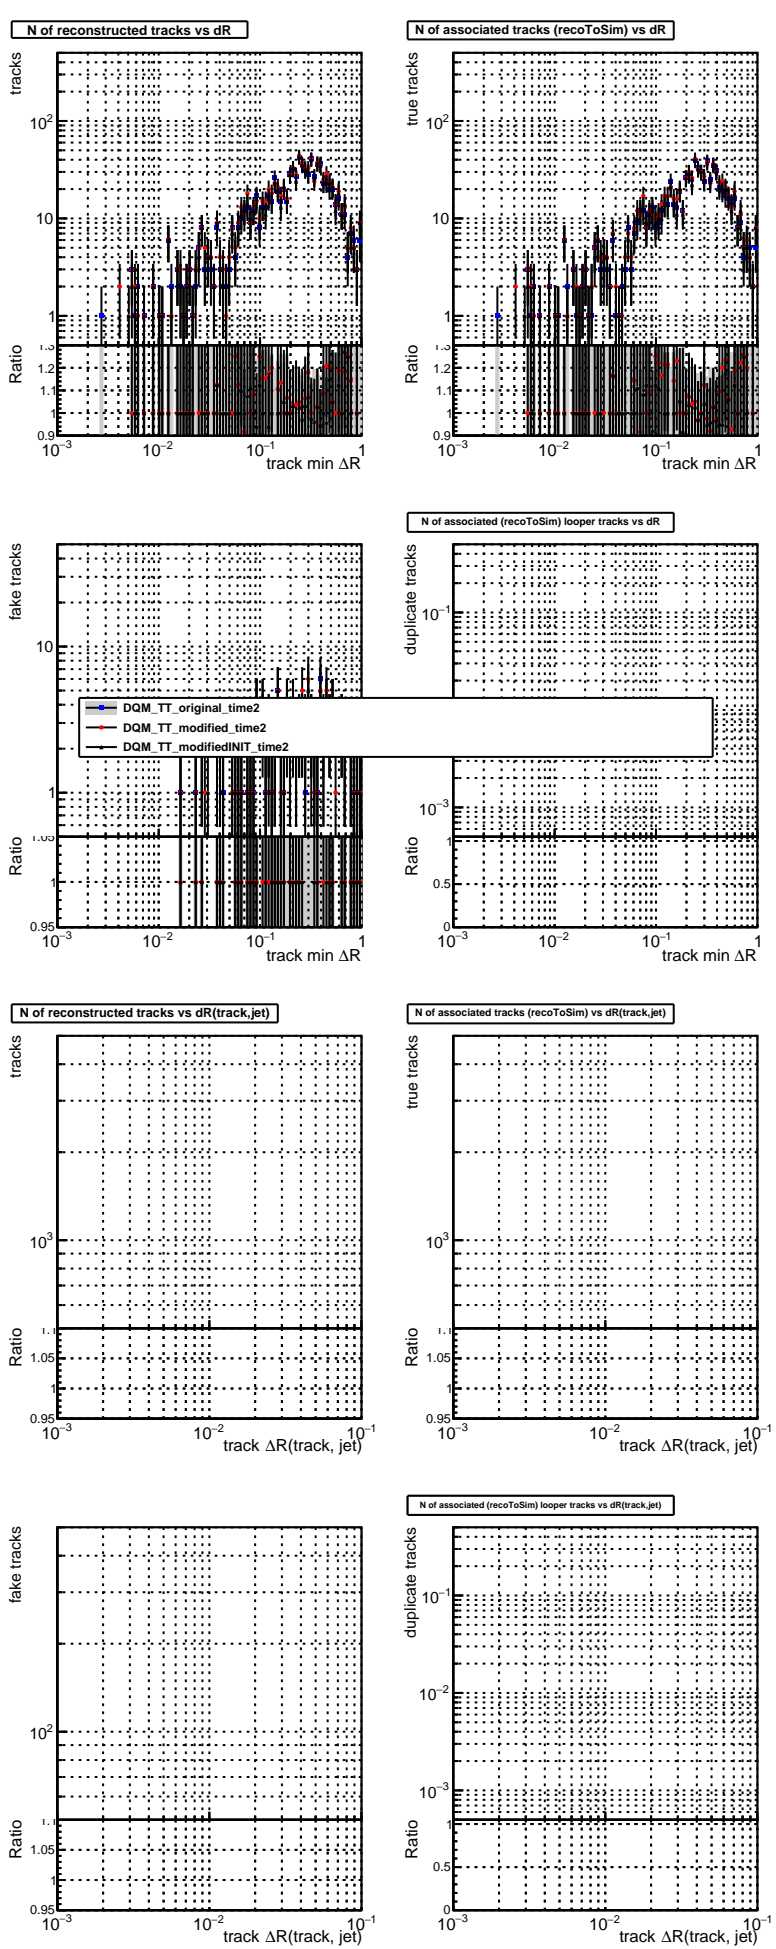 N of reconstructed tracks vs dR
N of associated tracks (recoToSim) vs dR
tracks
10²
10
1
Ratio
1.3
1.2
1.1
1
0.9
10⁻³
10⁻²
10⁻¹
1
track min ΔR
true tracks
10²
10
1
Ratio
1.3
1.2
1.1
1
0.9
10⁻³
10⁻²
10⁻¹
1
track min ΔR
N of associated (recoToSim) looper tracks vs dR
fake tracks
10
1
Ratio
1.05
1
0.95
10⁻³
10⁻²
10⁻¹
1
track min ΔR
duplicate tracks
10⁻¹
10⁻³
Ratio
1
0.5
0
10⁻³
10⁻²
10⁻¹
1
track min ΔR
DQM_TT_original_time2
DQM_TT_modified_time2
DQM_TT_modifiedINIT_time2
N of reconstructed tracks vs dR(track,jet)
N of associated tracks (recoToSim) vs dR(track,jet)
tracks
10³
Ratio
1.1
1.05
1
0.95
10⁻³
10⁻²
10⁻¹
track ΔR(track, jet)
true tracks
10³
Ratio
1.1
1.05
1
0.95
10⁻³
10⁻²
10⁻¹
track ΔR(track, jet)
N of associated (recoToSim) looper tracks vs dR(track,jet)
fake tracks
10²
Ratio
1.1
1.05
1
0.95
10⁻³
10⁻²
10⁻¹
track ΔR(track, jet)
duplicate tracks
10⁻¹
10⁻²
10⁻³
Ratio
1
0.5
0
10⁻³
10⁻²
10⁻¹
track ΔR(track, jet)